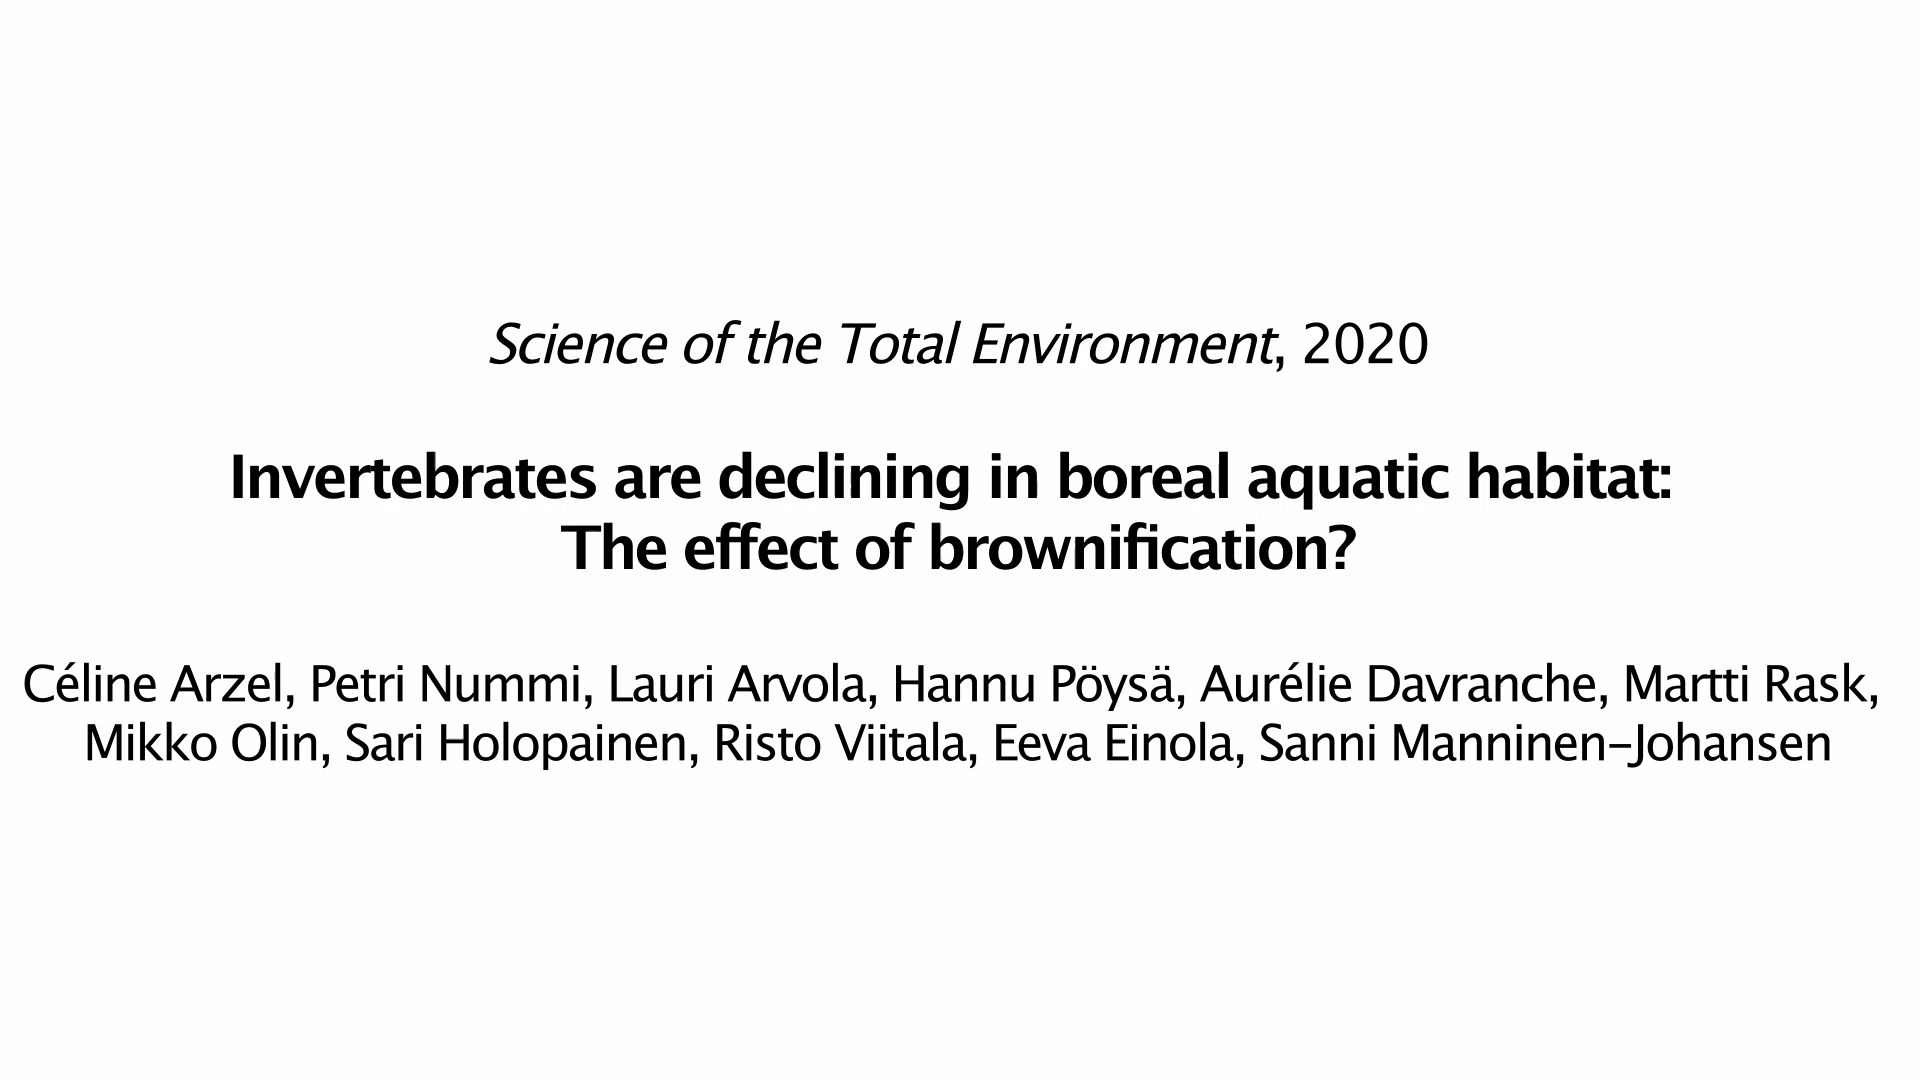 Science of the Total Environment, 2020
Invertebrates are declining in boreal aquatic habitat:
The effect of brownification?
Céline Arzel, Petri Nummi, Lauri Arvola, Hannu Pöysä, Aurélie Davranche, Martti Rask,
Mikko Olin, Sari Holopainen, Risto Viitala, Eeva Einola, Sanni Manninen–Johansen